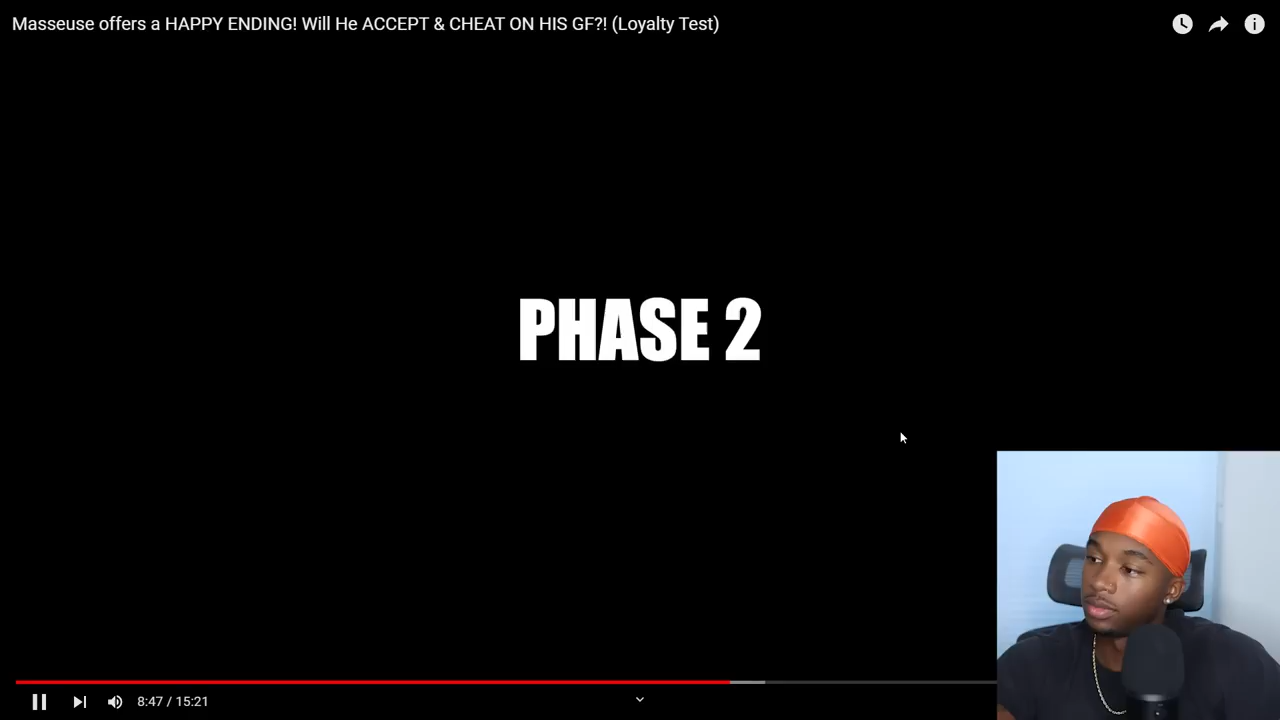 Masseuse offers a HAPPY ENDING! Will He ACCEPT & CHEAT ON HIS GF?! (Loyalty Test)
PHASE 2
8:47 / 15:21